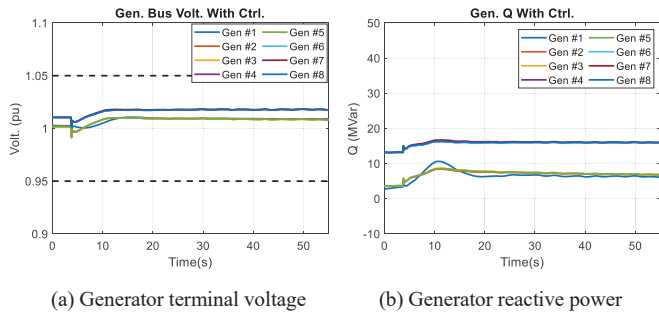 Gen. Bus Volt. With Ctrl.
1.1
1.05
1
0.95
0.9
Volt. (pu)
Gen #1 Gen #5
Gen #2 Gen #6
Gen #3 Gen #7
Gen #4 Gen #8
0 10 20 30 40 50
Time(s)
(a) Generator terminal voltage
Gen. Q With Ctrl.
50
40
30
20
10
0
-10
Q (MVar)
Gen #1 Gen #5
Gen #2 Gen #6
Gen #3 Gen #7
Gen #4 Gen #8
0 10 20 30 40 50
Time(s)
(b) Generator reactive power